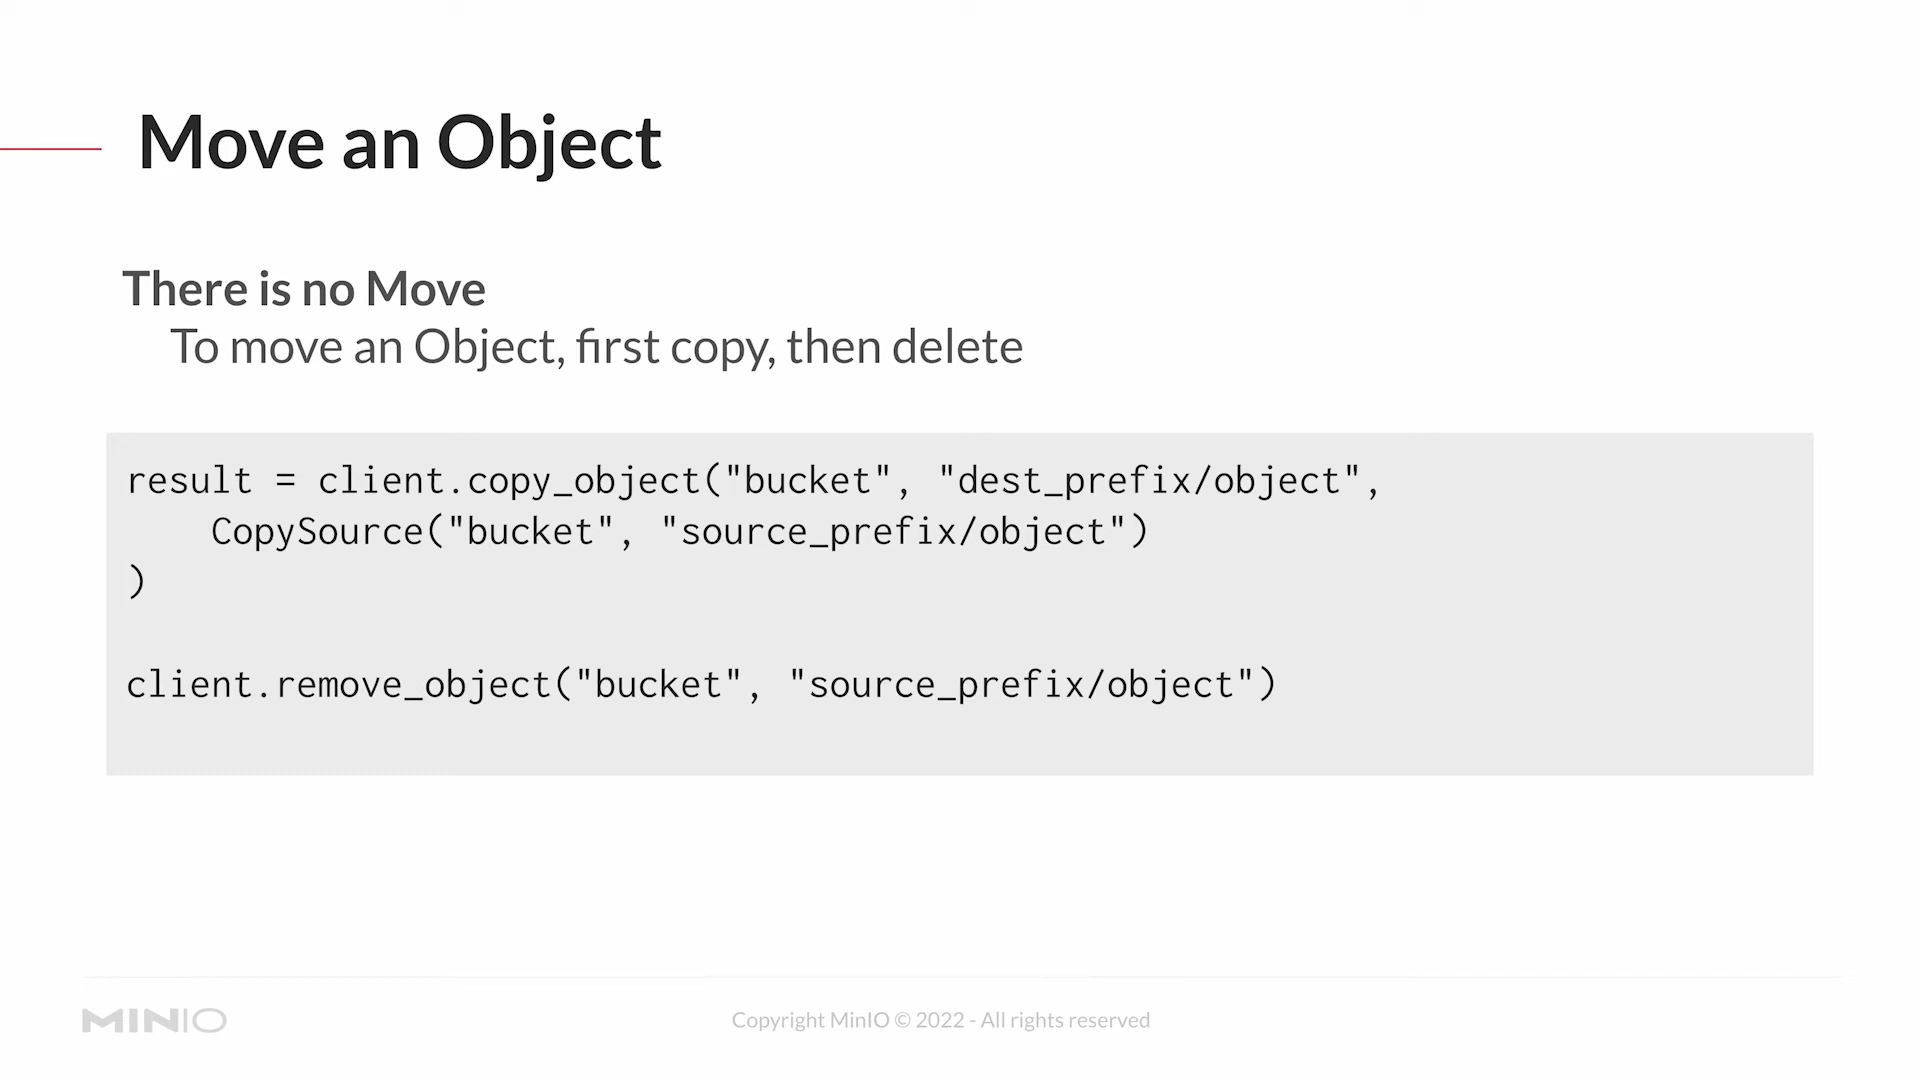 Move an Object
There is no Move
To move an Object, first copy, then delete
result = client.copy_object("bucket", "dest_prefix/object",
    CopySource("bucket", "source_prefix/object")
)
client.remove_object("bucket", "source_prefix/object")
MINIO
Copyright MinIO © 2022 - All rights reserved